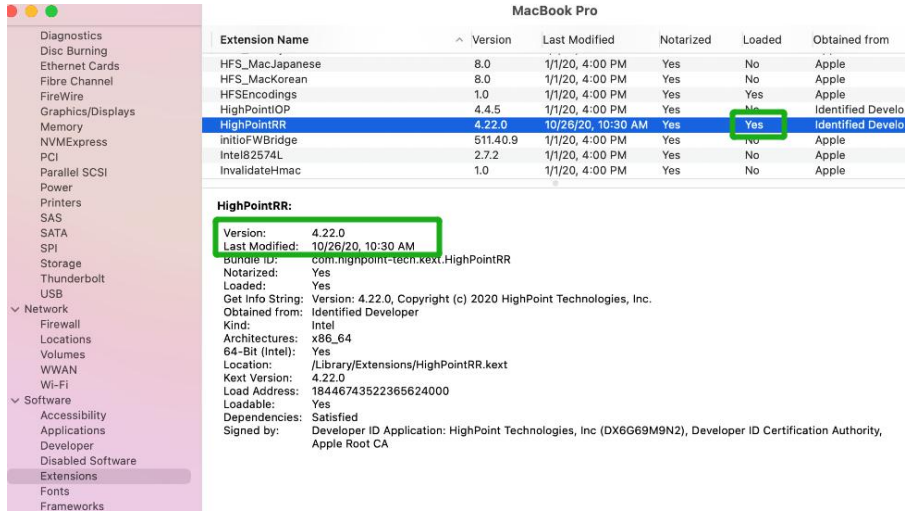 MacBook Pro
Diagnostics
Disc Burning
Ethernet Cards
Fibre Channel
FireWire
Graphics/Displays
Memory
NVMExpress
PCI
Parallel SCSI
Power
Printers
SAS
SATA
SPI
Storage
Thunderbolt
USB
Network
Firewall
Locations
Volumes
WWAN
Wi-Fi
Software
Accessibility
Applications
Developer
Disabled Software
Extensions
Fonts
Frameworks
Extension Name Version Last Modified Notarized Loaded Obtained from
HFS_MacJapanese 8.0 1/1/20, 4:00 PM Yes No Apple
HFS_MacKorean 8.0 1/1/20, 4:00 PM Yes No Apple
HFSEncodings 1.0 1/1/20, 4:00 PM Yes Yes Apple
HighPointIOP 4.4.5 1/1/20, 4:00 PM Yes No Identified Develo
HighPointRR 4.22.0 10/26/20, 10:30 AM Yes Yes Identified Develo
initioFWBridge 511.40.9 1/1/20, 4:00 PM Yes No Apple
Intel82574L 2.7.2 1/1/20, 4:00 PM Yes No Apple
InvalidateHmac 1.0 1/1/20, 4:00 PM Yes No Apple
HighPointRR:
Version: 4.22.0
Last Modified: 10/26/20, 10:30 AM
Bundle ID: com.highpoint-tech.kext.HighPointRR
Notarized: Yes
Loaded: Yes
Get Info String: Version: 4.22.0, Copyright (c) 2020 HighPoint Technologies, Inc.
Obtained from: Identified Developer
Kind: Intel
Architectures: x86_64
64-Bit (Intel): Yes
Location: /Library/Extensions/HighPointRR.kext
Kext Version: 4.22.0
Load Address: 18446743522365624000
Loadable: Yes
Dependencies: Satisfied
Signed by: Developer ID Application: HighPoint Technologies, Inc (DX6G69M9N2), Developer ID Certification Authority,
Apple Root CA